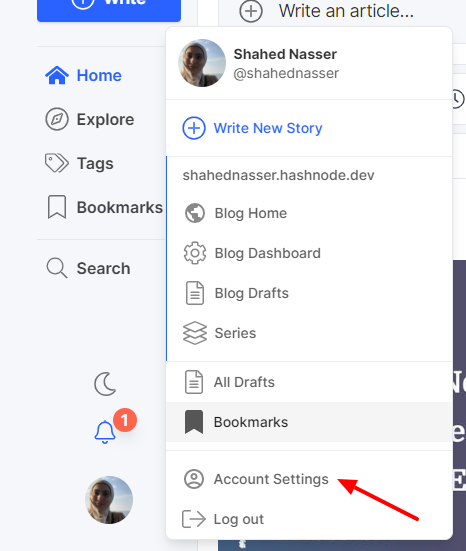 Write
Write an article...
Home
Explore
Tags
Bookmarks
Search
1
Shahed Nasser
@shahednasser
Write New Story
shahednasser.hashnode.dev
Blog Home
Blog Dashboard
Blog Drafts
Series
All Drafts
Bookmarks
Account Settings
Log out